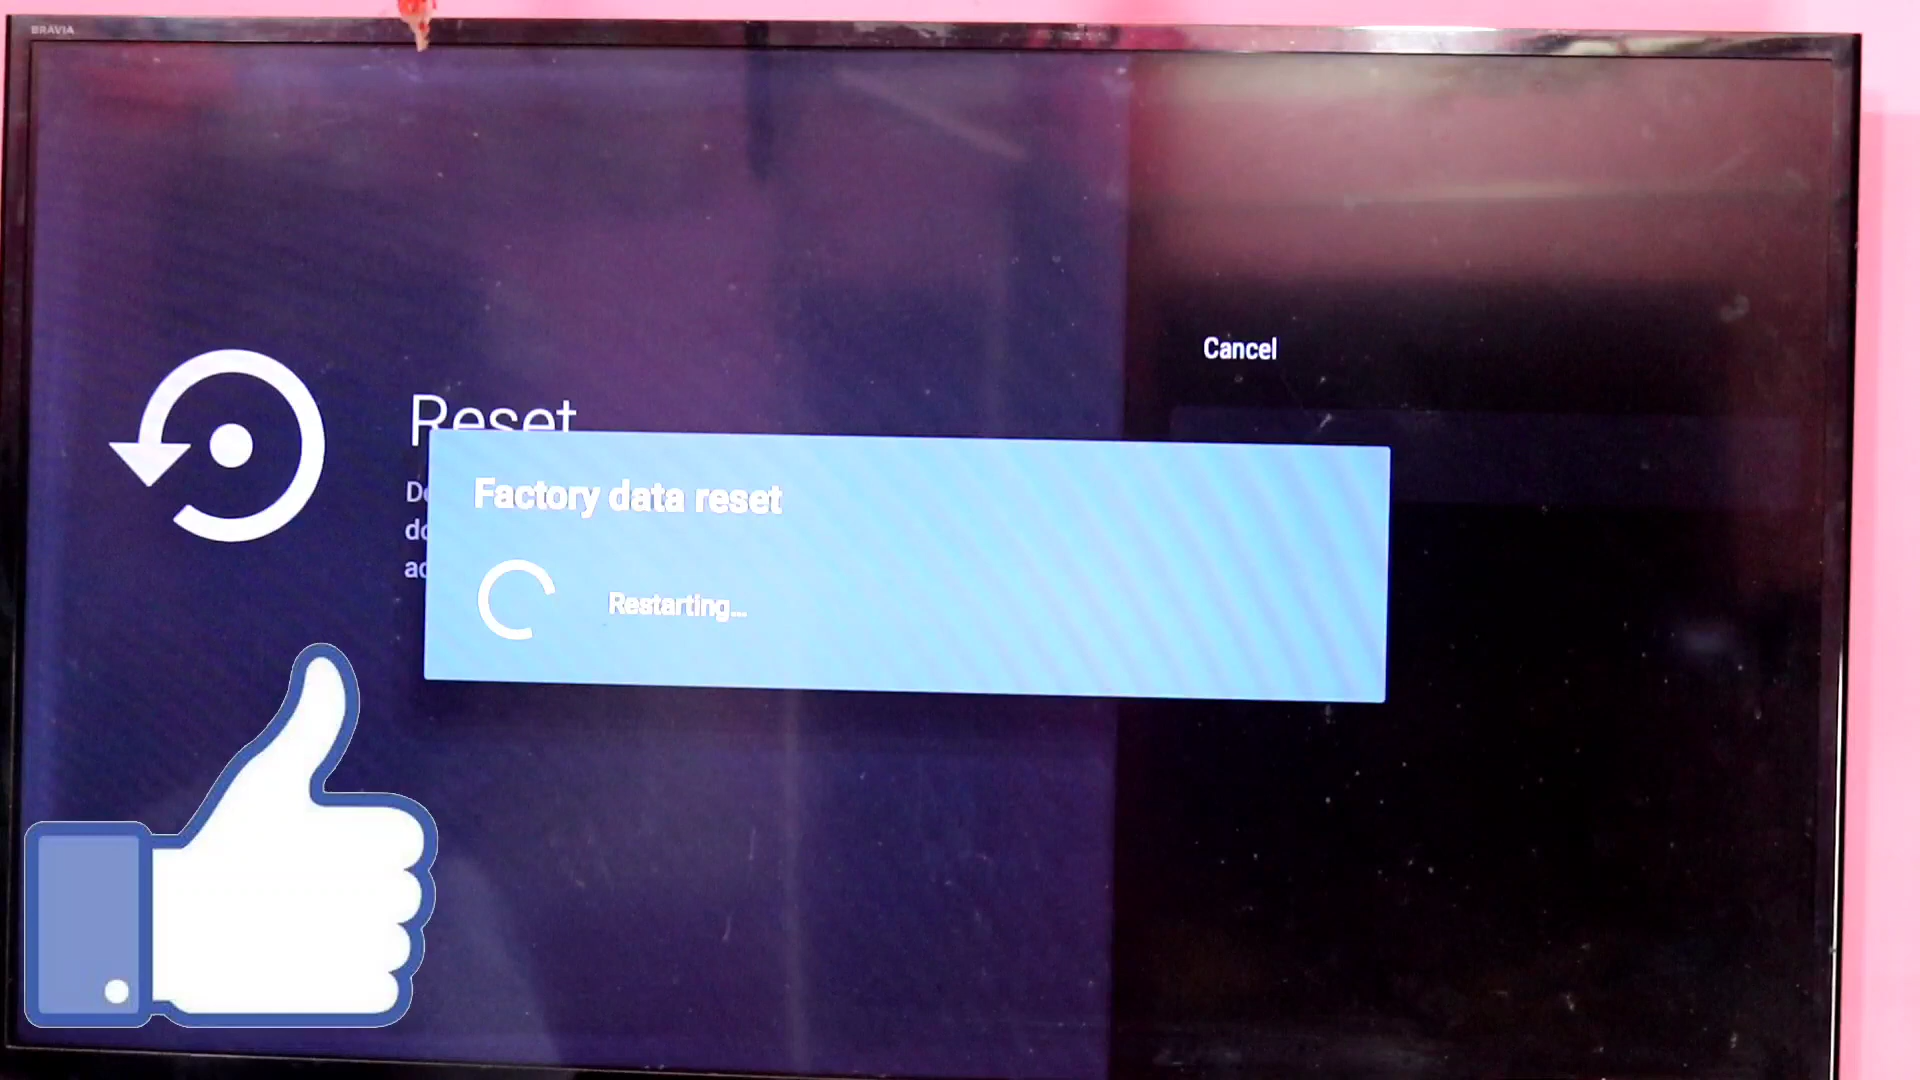 BRAVIA
Cancel
Reset
Factory data reset
Restarting...